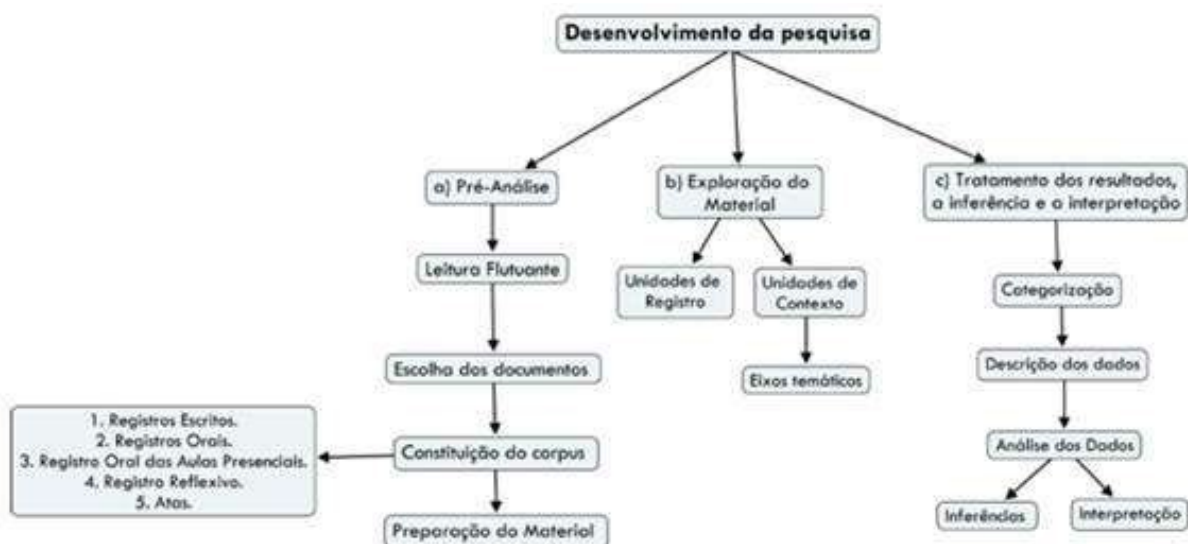 Desenvolvimento da pesquisa
a) Pré-Análise
Leitura Flutuante
Escolha dos documentos
Constituição do corpus
1. Registros Escritos.
2. Registros Orais.
3. Registro Oral das Aulas Presenciais.
4. Registro Reflexivo.
5. Atas.
Preparação do Material
b) Exploração do
Material
Unidades de
Registro
Unidades de
Contexto
Eixos temáticos
c) Tratamento dos resultados,
a inferência e a interpretação
Categorização
Descrição dos dados
Análise dos Dados
Inferências
Interpretação